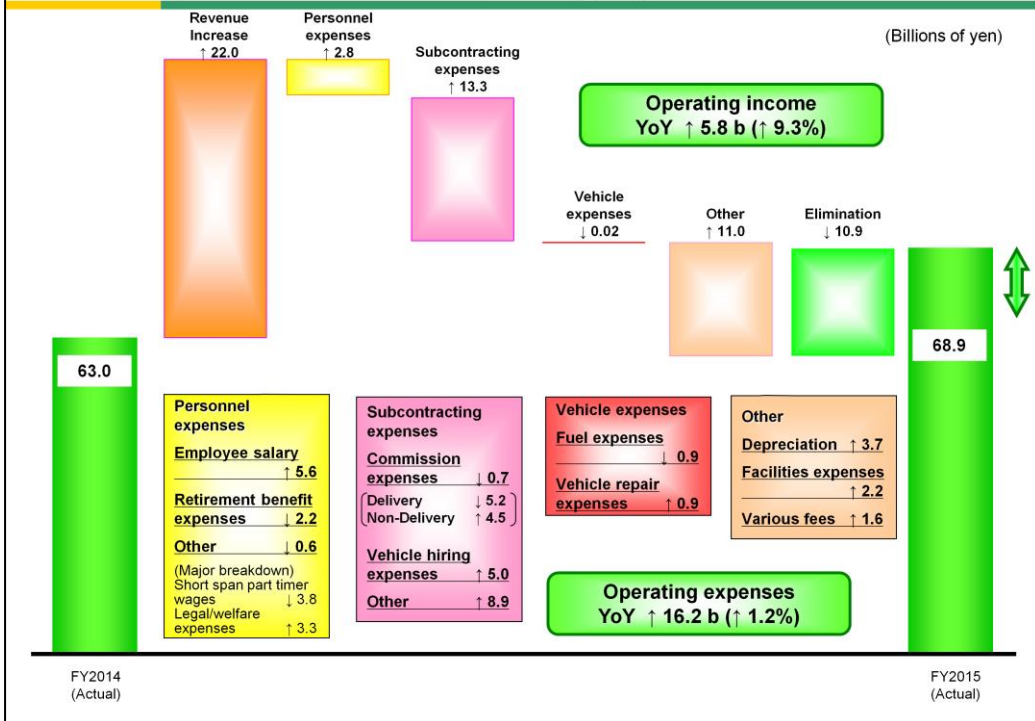 Revenue
Increase
↑ 22.0
Personnel
expenses
↑ 2.8
Subcontracting
expenses
↑ 13.3
(Billions of yen)
Operating income
YoY ↑ 5.8 b (↑ 9.3%)
Vehicle
expenses
↓ 0.02
Other
↑ 11.0
Elimination
↓ 10.9
63.0
68.9
Personnel
expenses
Employee salary
↑ 5.6
Retirement benefit
expenses ↓ 2.2
Other ↓ 0.6
(Major breakdown)
Short span part timer
wages ↓ 3.8
Legal/welfare
expenses ↑ 3.3
Subcontracting
expenses
Commission
expenses ↓ 0.7
Delivery ↓ 5.2
Non-Delivery ↑ 4.5
Vehicle hiring
expenses ↑ 5.0
Other ↑ 8.9
Vehicle expenses
Fuel expenses
↓ 0.9
Vehicle repair
expenses ↑ 0.9
Other
Depreciation ↑ 3.7
Facilities expenses
↑ 2.2
Various fees ↑ 1.6
Operating expenses
YoY ↑ 16.2 b (↑ 1.2%)
FY2014
(Actual)
FY2015
(Actual)